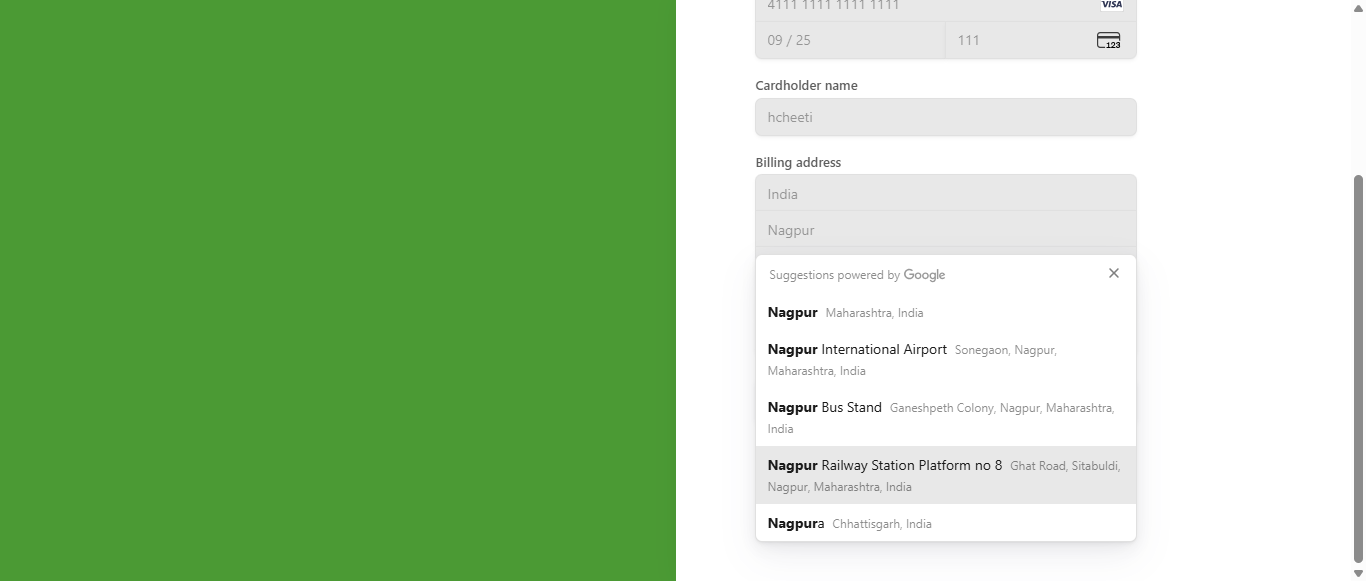 4111 1111 1111 1111 VISA
09 / 25 111 123
Cardholder name
hcheeti
Billing address
India
Nagpur
Suggestions powered by Google
Nagpur Maharashtra, India
Nagpur International Airport Sonegaon, Nagpur,
Maharashtra, India
Nagpur Bus Stand Ganeshpeth Colony, Nagpur, Maharashtra,
India
Nagpur Railway Station Platform no 8 Ghat Road, Sitabuldi,
Nagpur, Maharashtra, India
Nagpura Chhattisgarh, India